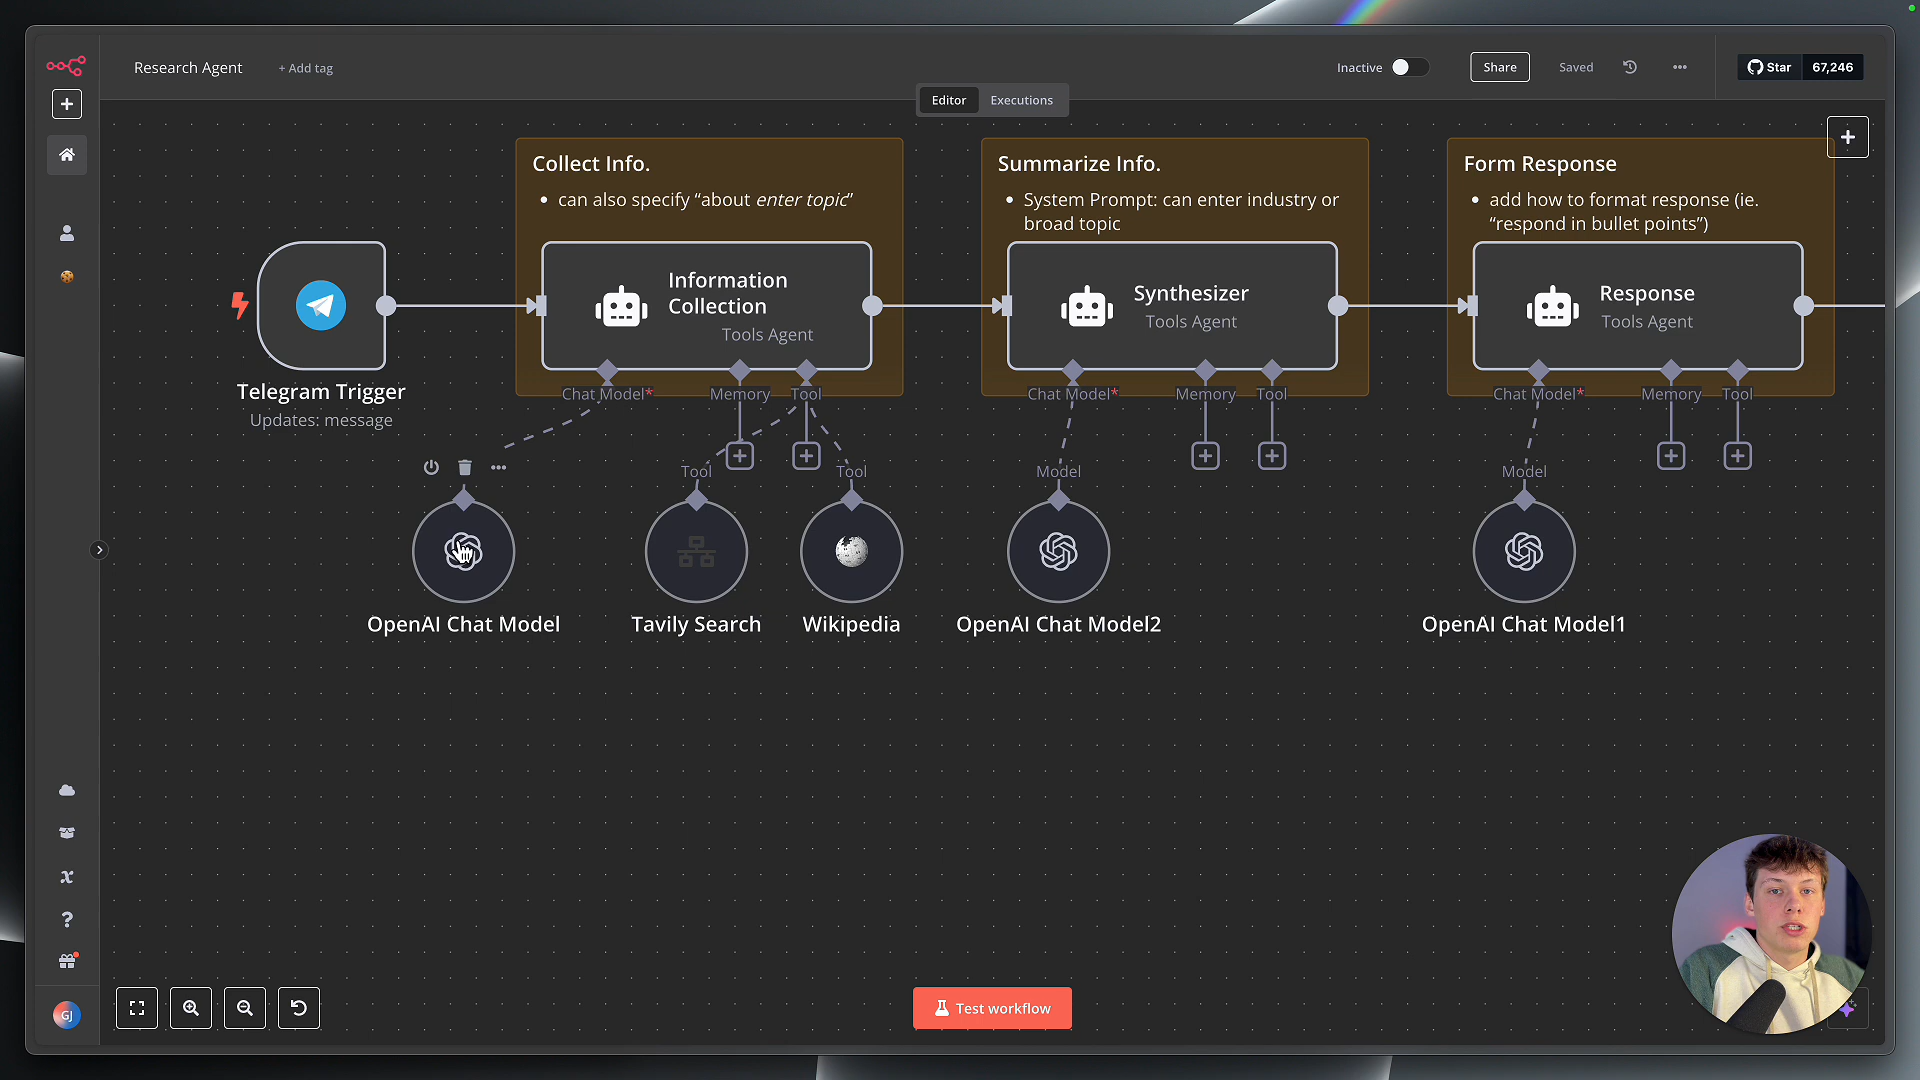 Research Agent
+ Add tag
Inactive
Share
Saved
Star
67,246
Editor
Executions
Collect Info.
• can also specify “about enter topic”
Summarize Info.
• System Prompt: can enter industry or
broad topic
Form Response
• add how to format response (ie.
“respond in bullet points”)
Information
Collection
Tools Agent
Synthesizer
Tools Agent
Response
Tools Agent
Telegram Trigger
Updates: message
Chat Model*
Memory
Tool
Chat Model*
Memory
Tool
Chat Model*
Memory
Tool
Tool
Tool
Model
Model
OpenAI Chat Model
Tavily Search
Wikipedia
OpenAI Chat Model2
OpenAI Chat Model1
GJ
Test workflow